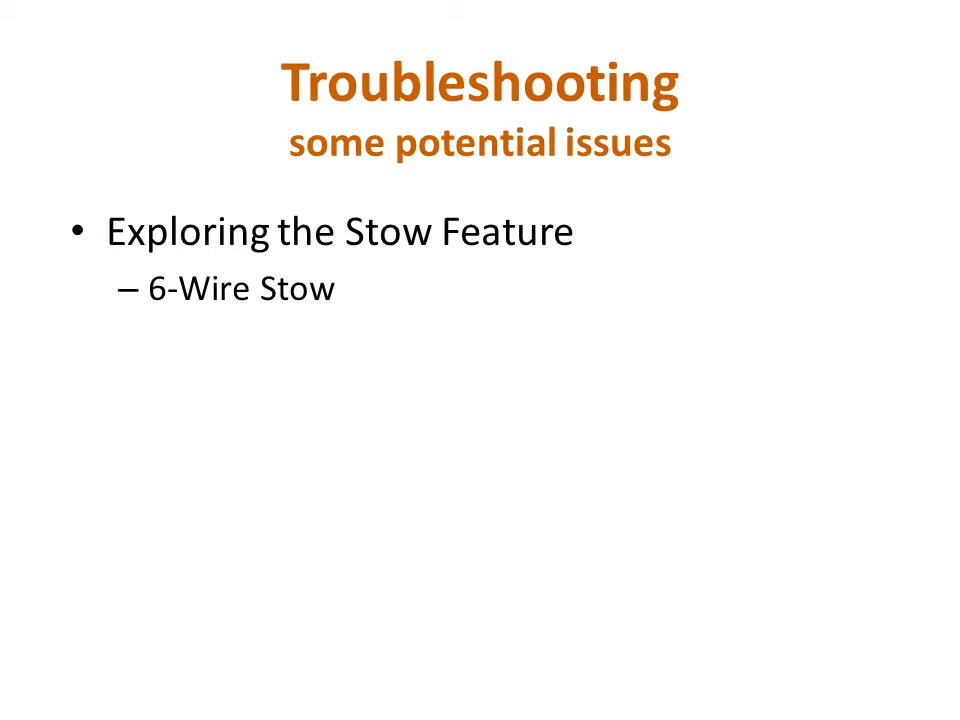 Troubleshooting
some potential issues
• Exploring the Stow Feature
– 6-Wire Stow